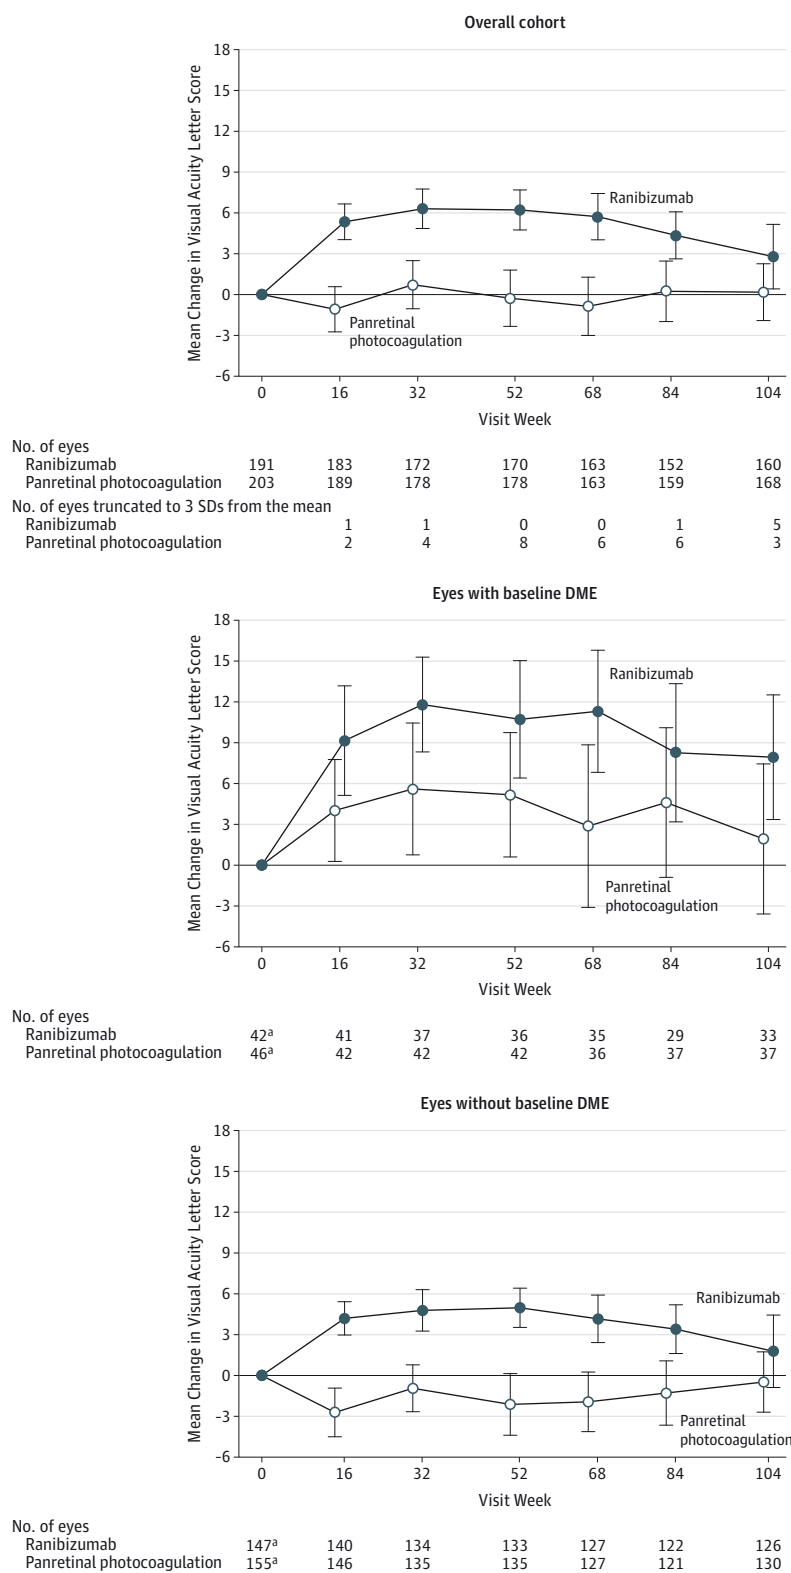 Overall cohort
Mean Change in Visual Acuity Letter Score
18
15
12
9
6
3
0
-3
-6
Ranibizumab
Panretinal
photocoagulation
0 16 32 52 68 84 104
Visit Week
No. of eyes
Ranibizumab 191 183 172 170 163 152 160
Panretinal photocoagulation 203 189 178 178 163 159 168
No. of eyes truncated to 3 SDs from the mean
Ranibizumab 1 1 0 0 1 5
Panretinal photocoagulation 2 4 8 6 6 3
Eyes with baseline DME
Mean Change in Visual Acuity Letter Score
18
15
12
9
6
3
0
-3
-6
Ranibizumab
Panretinal
photocoagulation
0 16 32 52 68 84 104
Visit Week
No. of eyes
Ranibizumab 42a 41 37 36 35 29 33
Panretinal photocoagulation 46a 42 42 42 36 37 37
Eyes without baseline DME
Mean Change in Visual Acuity Letter Score
18
15
12
9
6
3
0
-3
-6
Ranibizumab
Panretinal
photocoagulation
0 16 32 52 68 84 104
Visit Week
No. of eyes
Ranibizumab 147a 140 134 133 127 122 126
Panretinal photocoagulation 155a 146 135 135 127 121 130